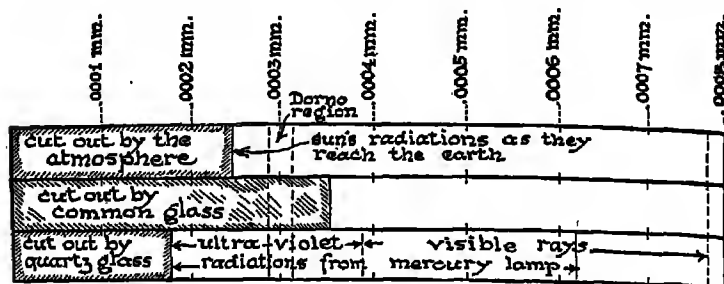 .0001 mm.
.0002 mm.
.0003 mm.
.0004 mm.
.0005 mm.
.0006 mm.
.0007 mm.
.0008 mm.
Dorno
region
cut out by the
atmosphere
sun's radiations as they
reach the earth
cut out by
common glass
cut out by
quartz glass
ultra-violet
visible rays
radiations from mercury lamp